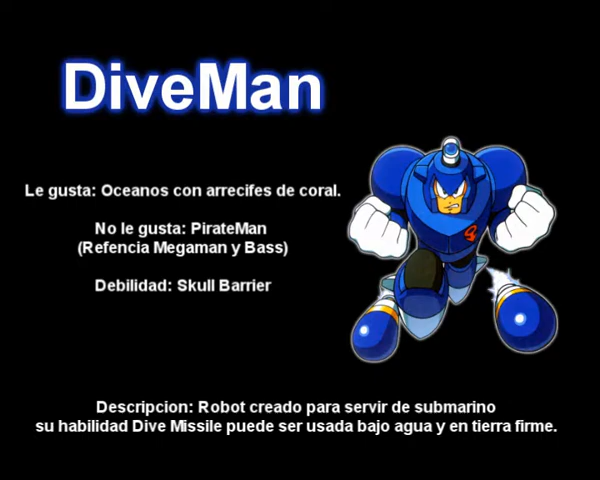 DiveMan
Le gusta: Oceanos con arrecifes de coral.
No le gusta: PirateMan
(Refencia Megaman y Bass)
Debilidad: Skull Barrier
Descripcion: Robot creado para servir de submarino
su habilidad Dive Missile puede ser usada bajo agua y en tierra firme.